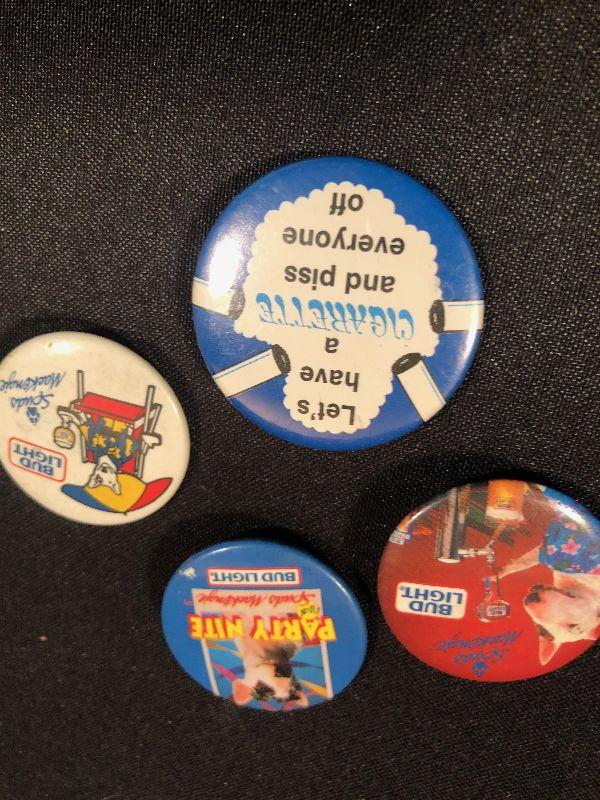 Spuds
MacKenzie
BUD
LIGHT.
PARTY NITE
Spuds MacKenzie
BUD LIGHT.
BUD
LIGHT
Spuds
MacKenzie
Let's
have
a
CIGARETTE
and piss
everyone
off